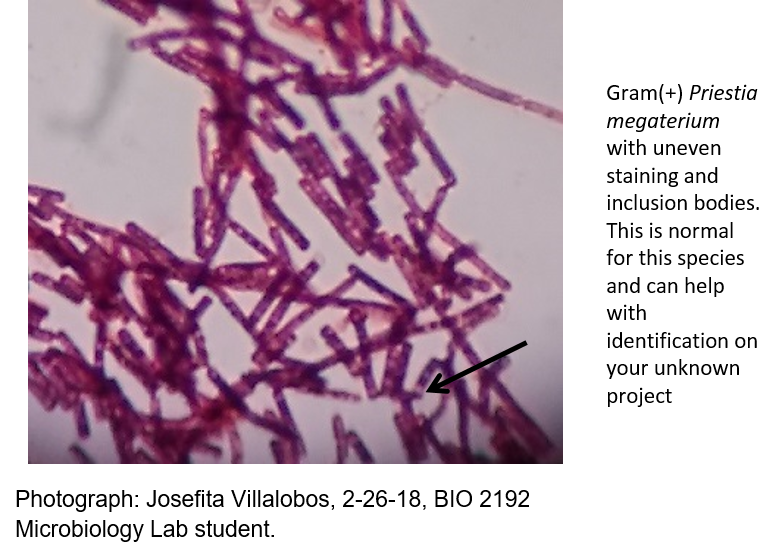 Gram(+) Priestia
megaterium
with uneven
staining and
inclusion bodies.
This is normal
for this species
and can help
with
identification on
your unknown
project
Photograph: Josefita Villalobos, 2-26-18, BIO 2192
Microbiology Lab student.